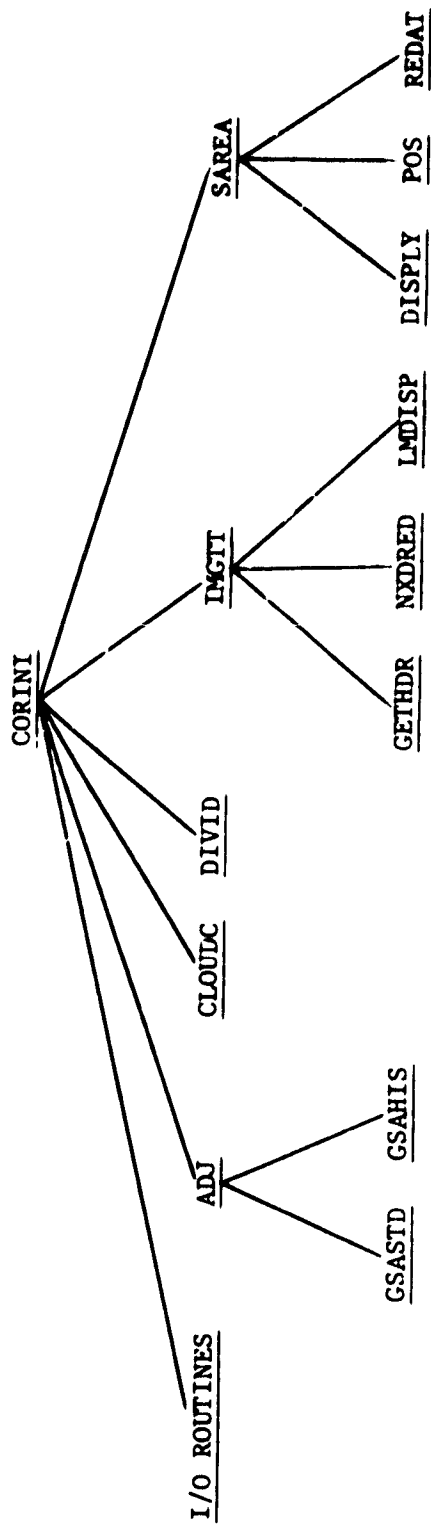 CORINI
I/O ROUTINES
ADJ
CLOUDC
DIVID
IMGTT
SAREA
GSASTD
GSAHIS
GETHDR
NXDRED
LMDISP
DISPLY
POS
REDAT